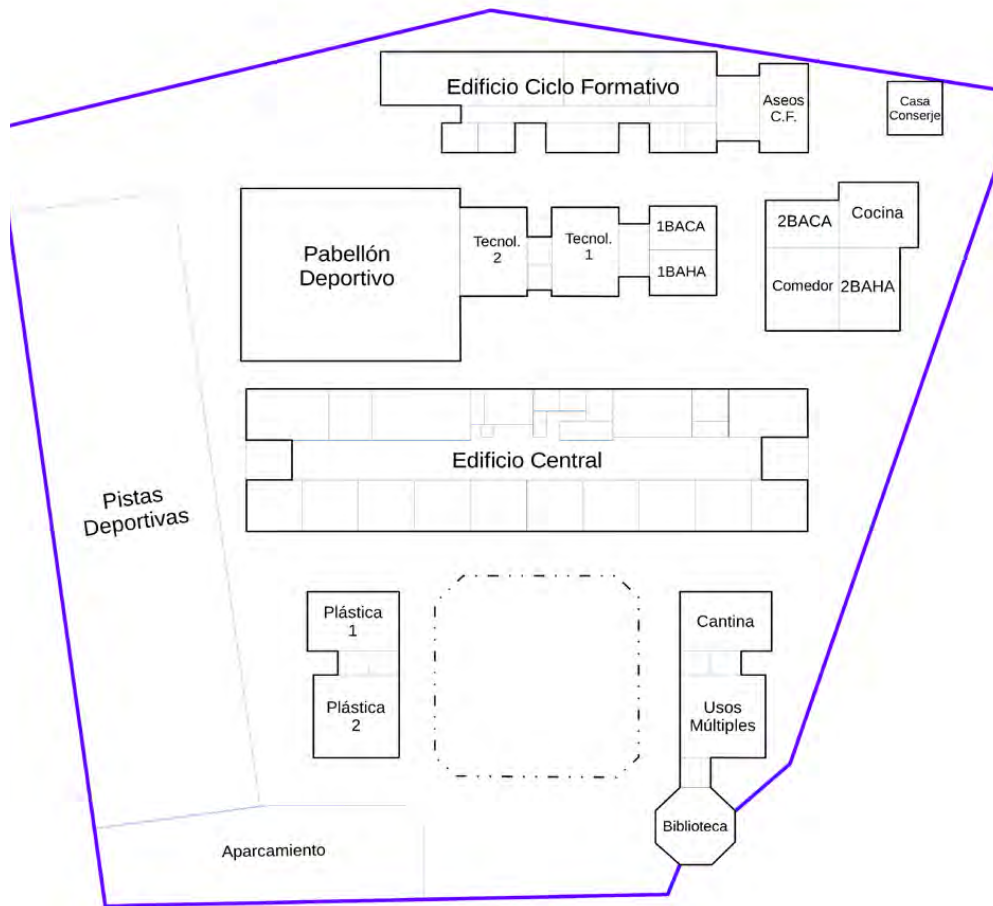 Edificio Ciclo Formativo
Aseos
C.F.
Casa
Conserje
Pabellón
Deportivo
Tecnol.
2
Tecnol.
1
1BACA
1BAHA
2BACA
Cocina
Comedor
2BAHA
Edificio Central
Pistas
Deportivas
Plástica
1
Plástica
2
Cantina
Usos
Múltiples
Biblioteca
Aparcamiento